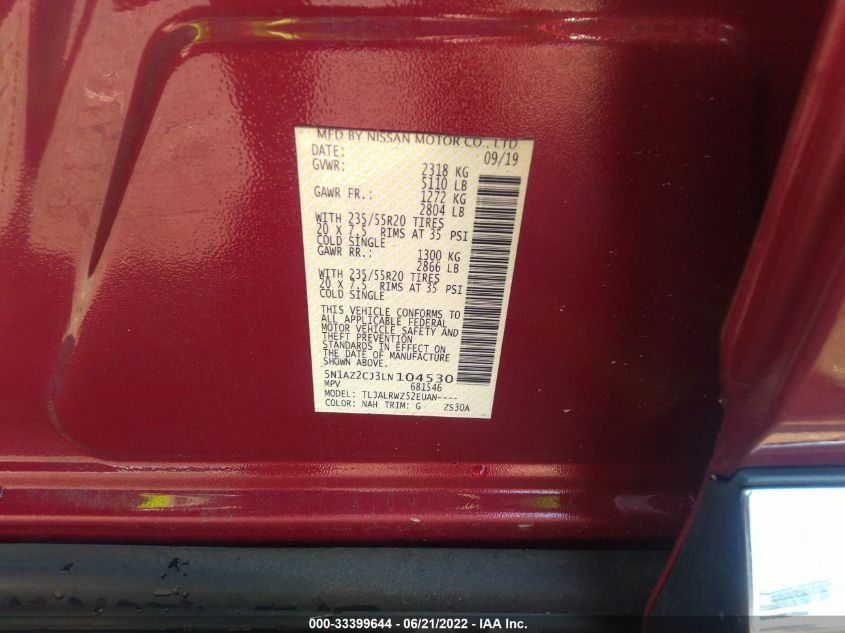 MFD BY NISSAN MOTOR CO., LTD
DATE: 09/19
GVWR: 2318 KG
5110 LB
GAWR FR.: 1272 KG
2804 LB
WITH 235/55R20 TIRES
20 X 7.5 RIMS AT 35 PSI
COLD SINGLE
GAWR RR.: 1300 KG
2866 LB
WITH 235/55R20 TIRES
20 X 7.5 RIMS AT 35 PSI
COLD SINGLE
THIS VEHICLE CONFORMS TO
ALL APPLICABLE FEDERAL
MOTOR VEHICLE SAFETY AND
THEFT PREVENTION
STANDARDS IN EFFECT ON
THE DATE OF MANUFACTURE
SHOWN ABOVE.
5N1AZ2CJ3LN104530
MPV 681546
MODEL: TLJALRWZ52EUAN----
COLOR: NAH TRIM: G ZS30A
000-33399644 - 06/21/2022 - IAA Inc.